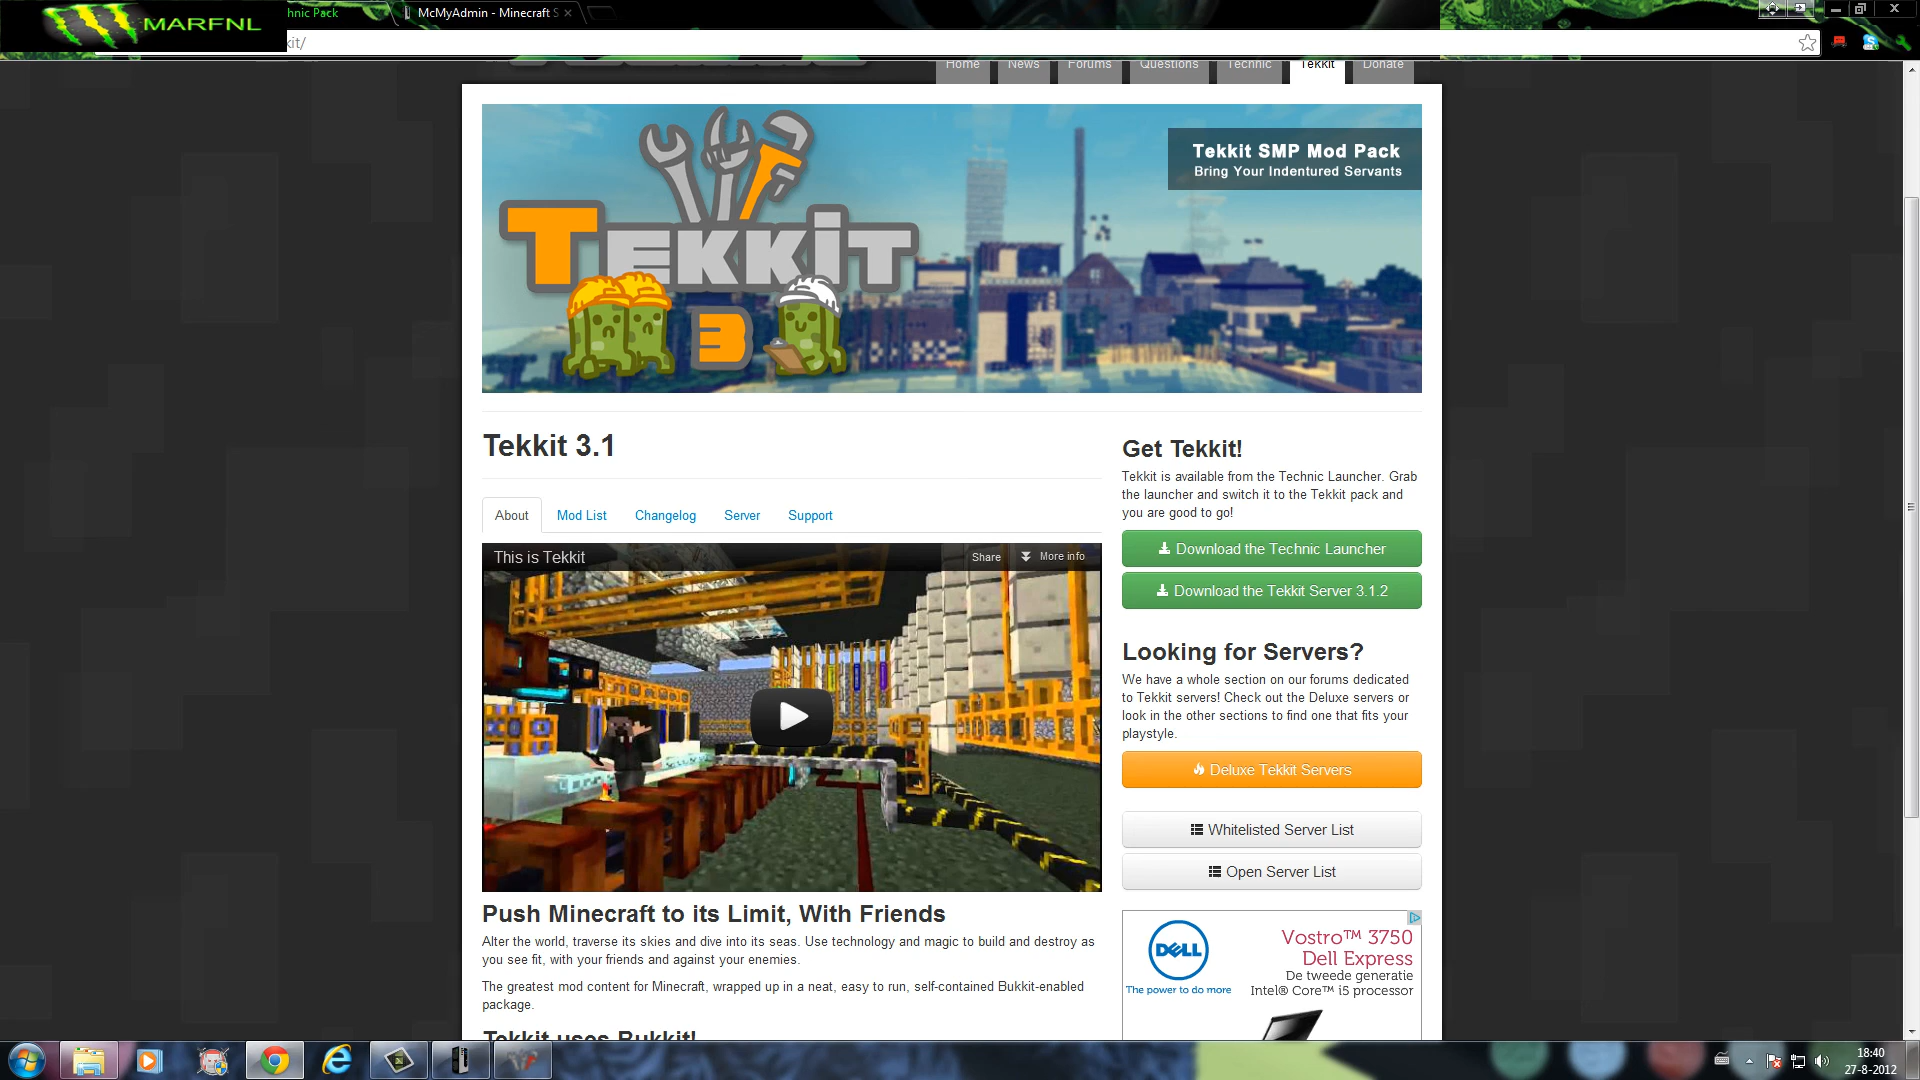 MARFNL
hnic Pack
McMyAdmin - Minecraft S
kit/
Home
News
Forums
Questions
Technic
Tekkit
Donate
TEKKIT
3
Tekkit SMP Mod Pack
Bring Your Indentured Servants
Tekkit 3.1
About
Mod List
Changelog
Server
Support
This is Tekkit
Share
More info
Push Minecraft to its Limit, With Friends
Alter the world, traverse its skies and dive into its seas. Use technology and magic to build and destroy as
you see fit, with your friends and against your enemies.
The greatest mod content for Minecraft, wrapped up in a neat, easy to run, self-contained Bukkit-enabled
package.
Tekkit uses Bukkit!
Get Tekkit!
Tekkit is available from the Technic Launcher. Grab
the launcher and switch it to the Tekkit pack and
you are good to go!
Download the Technic Launcher
Download the Tekkit Server 3.1.2
Looking for Servers?
We have a whole section on our forums dedicated
to Tekkit servers! Check out the Deluxe servers or
look in the other sections to find one that fits your
playstyle.
Deluxe Tekkit Servers
Whitelisted Server List
Open Server List
DELL
The power to do more
Vostro™ 3750
Dell Express
De tweede generatie
Intel® Core™ i5 processor
18:40
27-8-2012